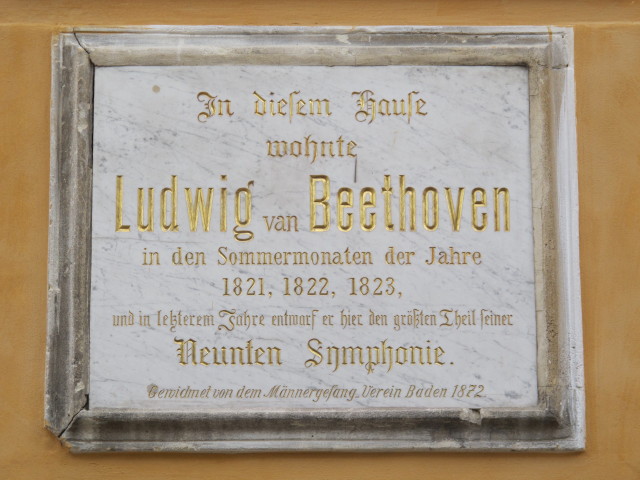 In diesem Hause
wohnte
Ludwig van Beethoven
in den Sommermonaten der Jahre
1821, 1822, 1823,
und in letzterem Jahre entwarf er hier den größten Theil seiner
Neunten Symphonie.
Gewidmet von dem Männergesang Verein Baden 1872.